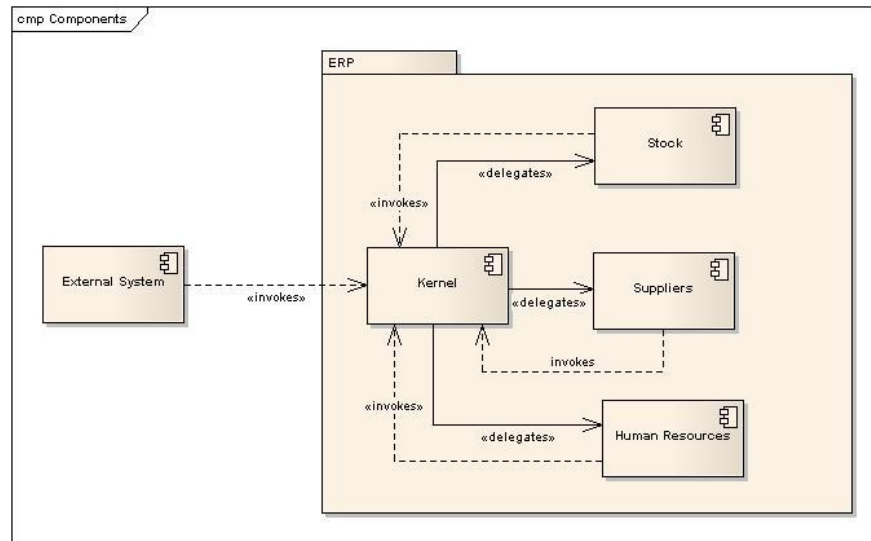 cmp Components
ERP
Stock
«delegates»
«invokes»
External System
Kernel
Suppliers
«invokes»
«delegates»
invokes
«invokes»
«delegates»
Human Resources